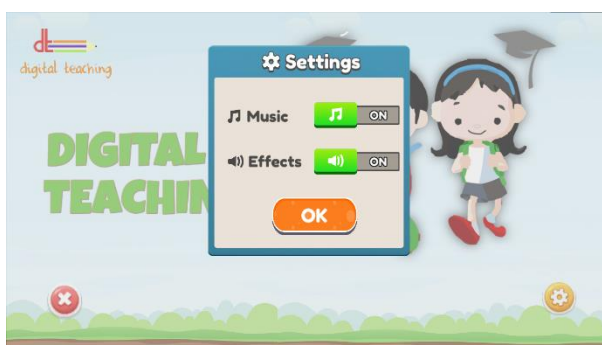 digital teaching
Settings
Music ON
Effects ON
OK
DIGITAL
TEACHIN